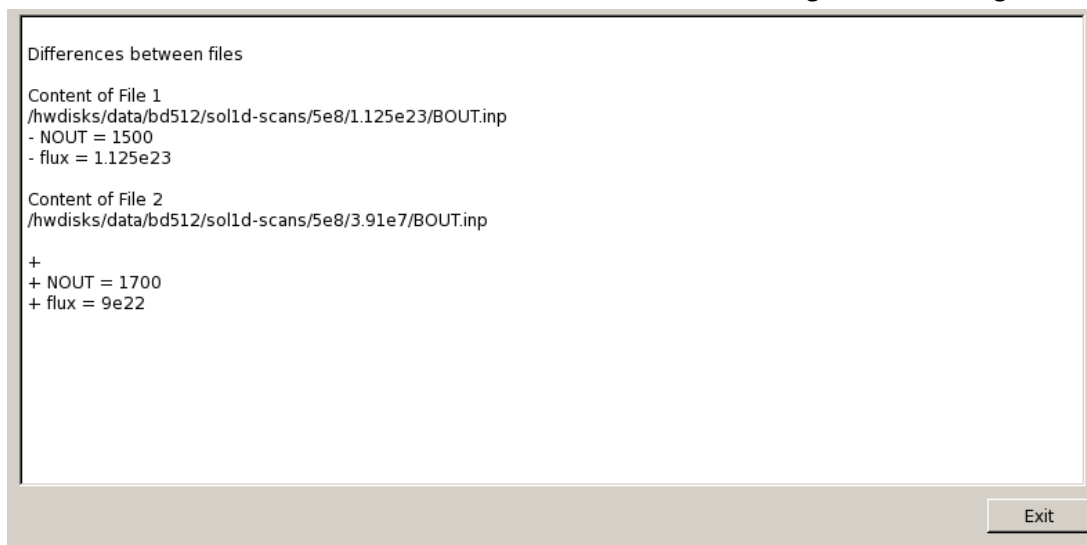 Differences between files
Content of File 1
/hwdisks/data/bd512/sol1d-scans/5e8/1.125e23/BOUT.inp
- NOUT = 1500
- flux = 1.125e23
Content of File 2
/hwdisks/data/bd512/sol1d-scans/5e8/3.91e7/BOUT.inp
+
+ NOUT = 1700
+ flux = 9e22
Exit